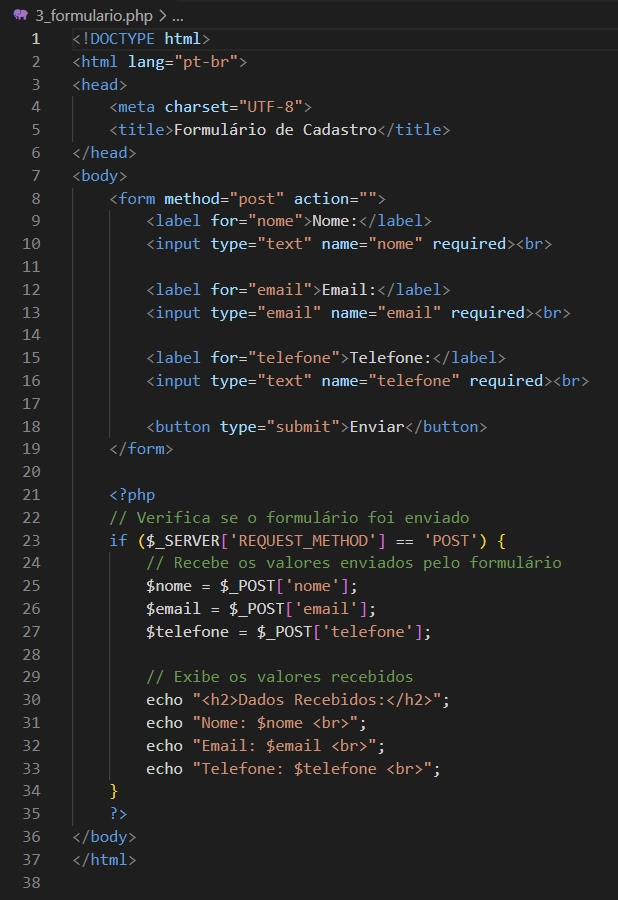 3_formulario.php > ...
1 <!DOCTYPE html>
2 <html lang="pt-br">
3 <head>
4     <meta charset="UTF-8">
5     <title>Formulário de Cadastro</title>
6 </head>
7 <body>
8     <form method="post" action="">
9         <label for="nome">Nome:</label>
10         <input type="text" name="nome" required><br>
11
12         <label for="email">Email:</label>
13         <input type="email" name="email" required><br>
14
15         <label for="telefone">Telefone:</label>
16         <input type="text" name="telefone" required><br>
17
18         <button type="submit">Enviar</button>
19     </form>
20
21     <?php
22     // Verifica se o formulário foi enviado
23     if ($_SERVER['REQUEST_METHOD'] == 'POST') {
24         // Recebe os valores enviados pelo formulário
25         $nome = $_POST['nome'];
26         $email = $_POST['email'];
27         $telefone = $_POST['telefone'];
28
29         // Exibe os valores recebidos
30         echo "<h2>Dados Recebidos:</h2>";
31         echo "Nome: $nome <br>";
32         echo "Email: $email <br>";
33         echo "Telefone: $telefone <br>";
34     }
35     ?>
36 </body>
37 </html>
38